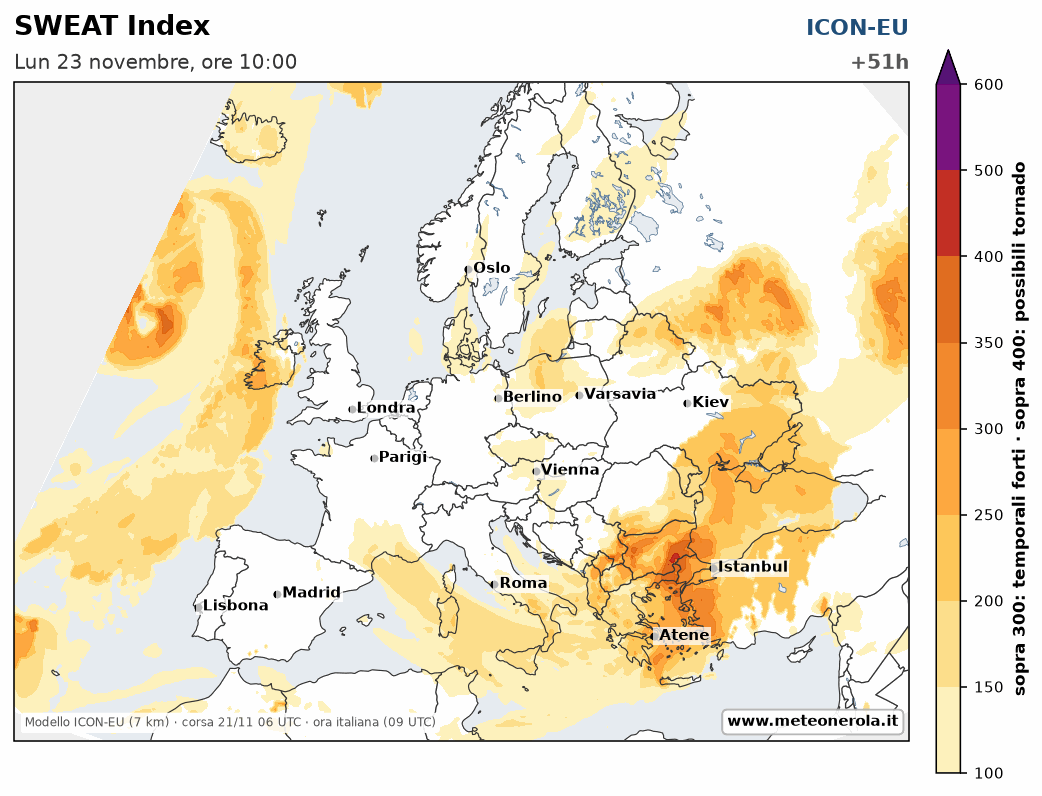 SWEAT Index
ICON-EU
Lun 23 novembre, ore 10:00
+51h
600
500
400
350
300
250
200
150
100
sopra 300: temporali forti · sopra 400: possibili tornado
Oslo
Londra
Berlino
Varsavia
Kiev
Parigi
Vienna
Istanbul
Roma
Madrid
Lisbona
Atene
Modello ICON-EU (7 km) · corsa 21/11 06 UTC · ora italiana (09 UTC)
www.meteonerola.it